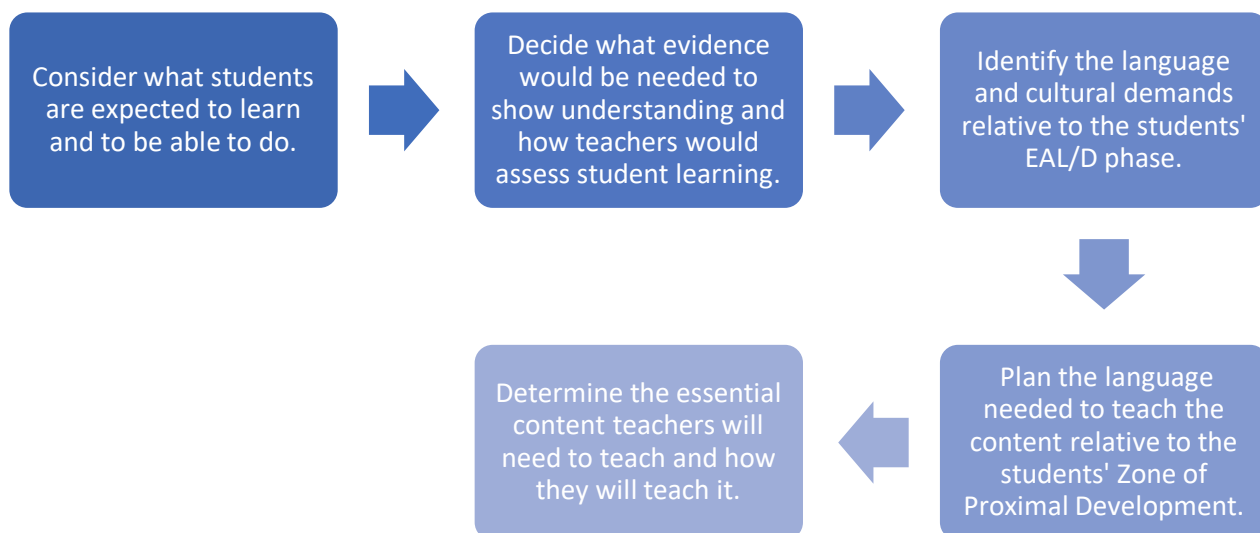 Consider what students
are expected to learn
and to be able to do.
Decide what evidence
would be needed to
show understanding and
how teachers would
assess student learning.
Identify the language
and cultural demands
relative to the students'
EAL/D phase.
Plan the language
needed to teach the
content relative to the
students' Zone of
Proximal Development.
Determine the essential
content teachers will
need to teach and how
they will teach it.